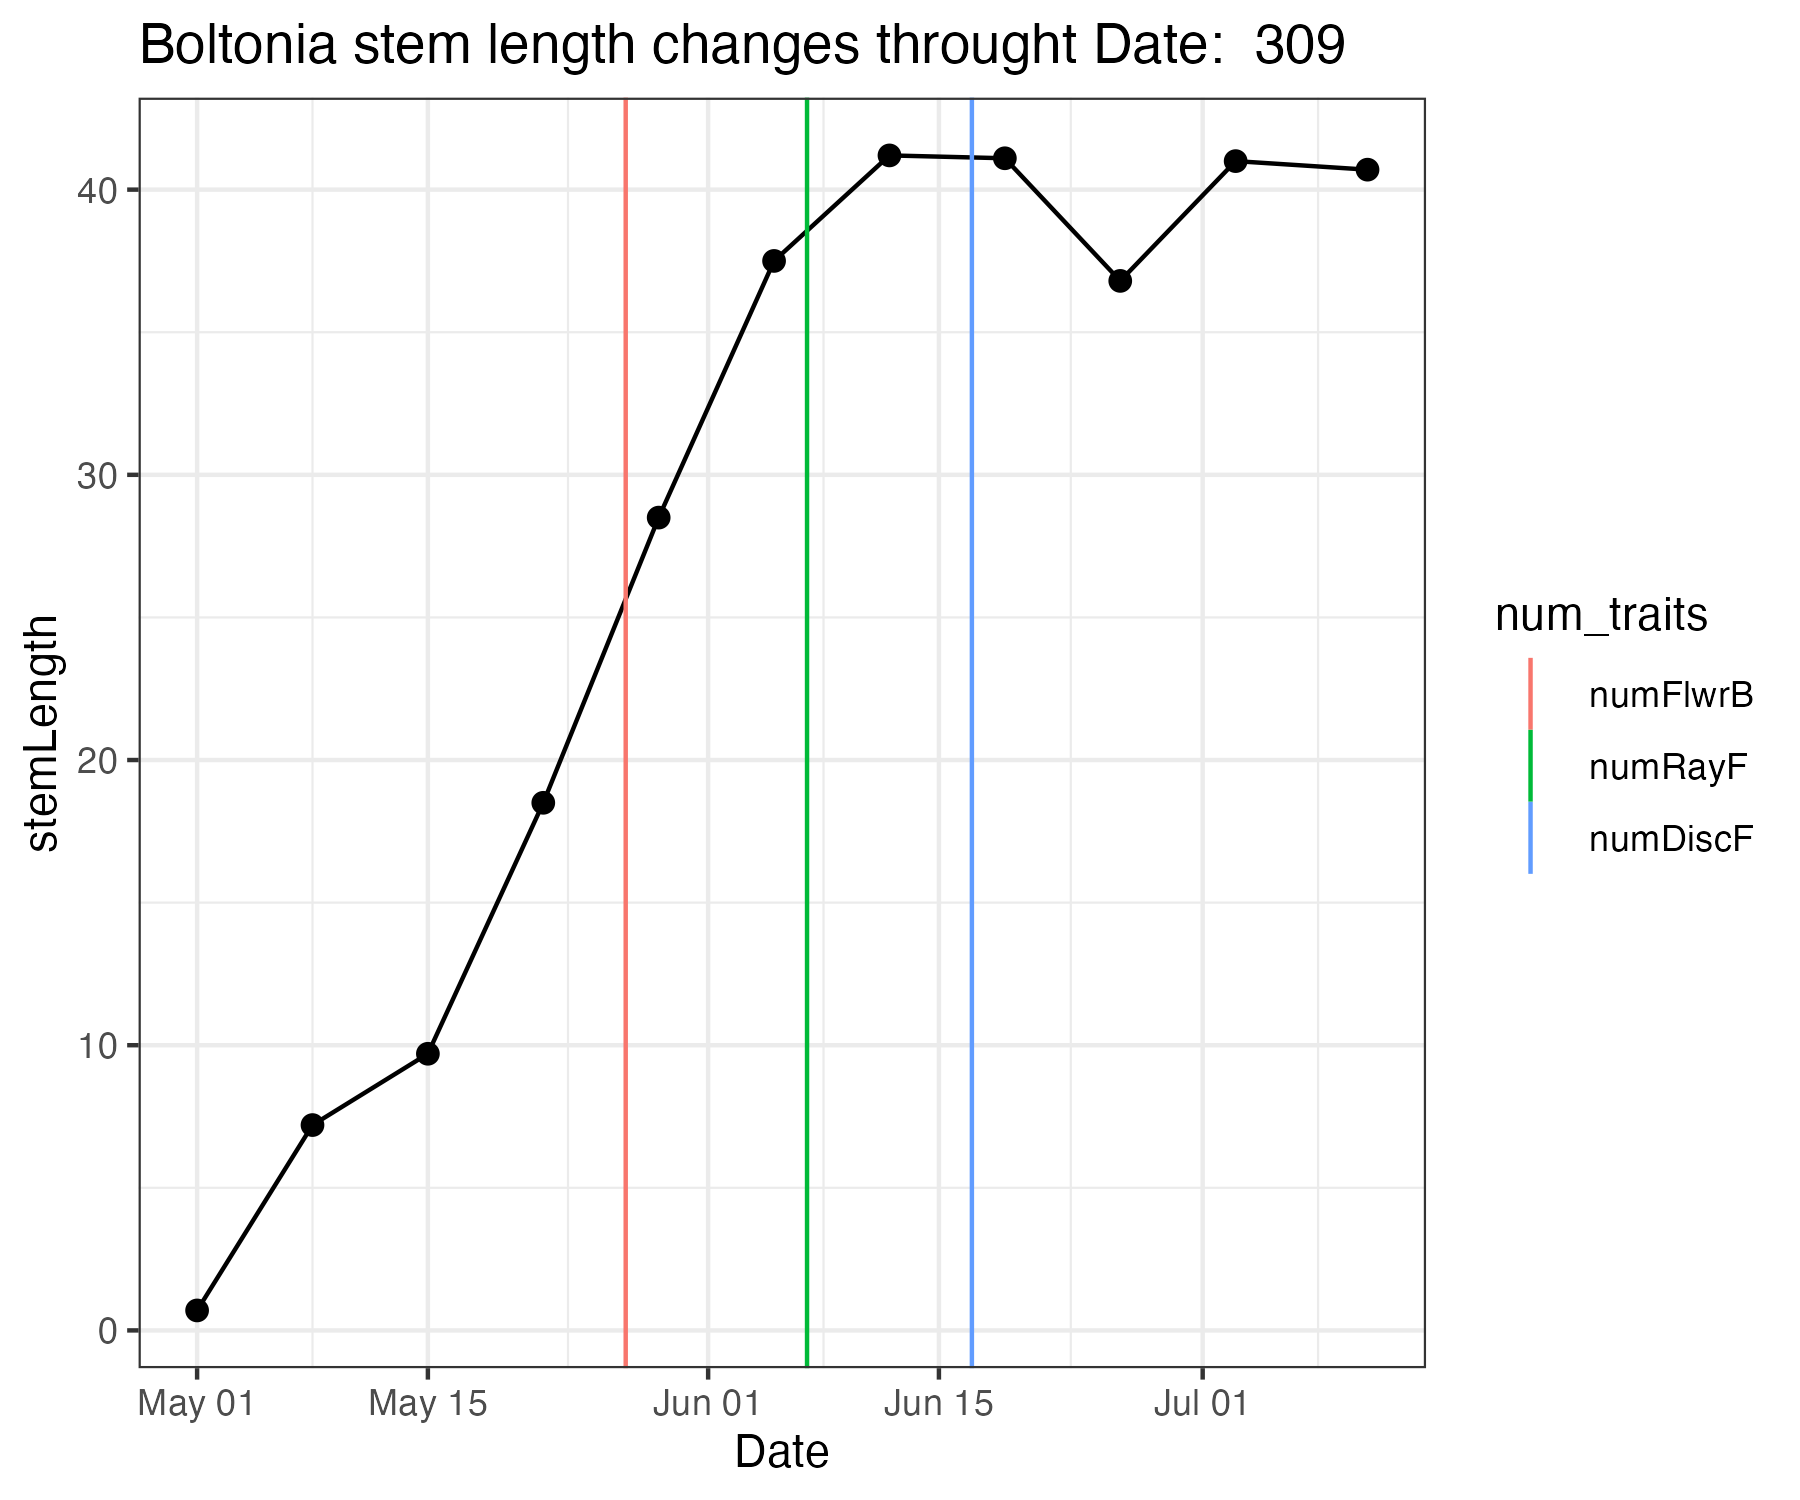 Boltonia stem length changes throught Date:  309
stemLength
40
30
20
10
0
May 01
May 15
Jun 01
Jun 15
Jul 01
Date
num_traits
numFlwrB
numRayF
numDiscF